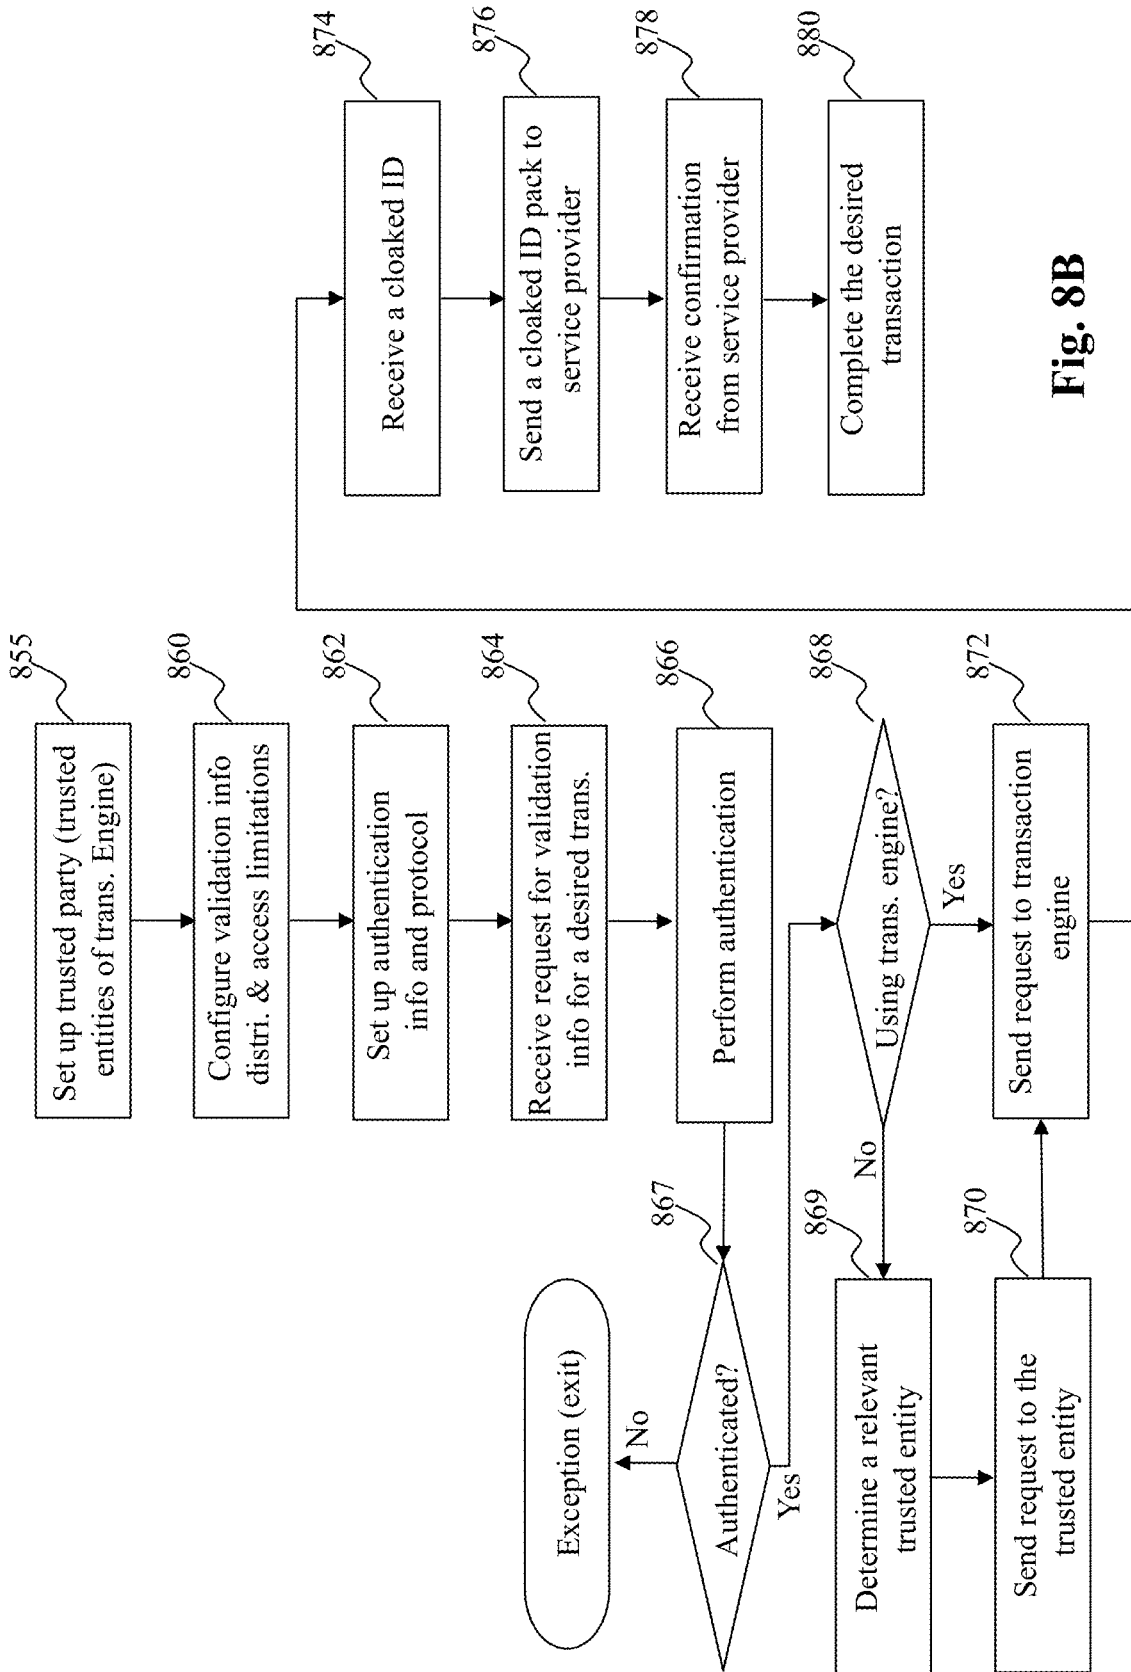 855
Set up trusted party (trusted
entities of trans. Engine)
860
Configure validation info
distri. & access limitations
862
Set up authentication
info and protocol
864
Receive request for validation
info for a desired trans.
866
Perform authentication
867
Authenticated?
No
Exception (exit)
Yes
868
Using trans. engine?
No
Yes
869
Determine a relevant
trusted entity
870
Send request to the
trusted entity
872
Send request to transaction
engine
874
Receive a cloaked ID
876
Send a cloaked ID pack to
service provider
878
Receive confirmation
from service provider
880
Complete the desired
transaction
Fig. 8B